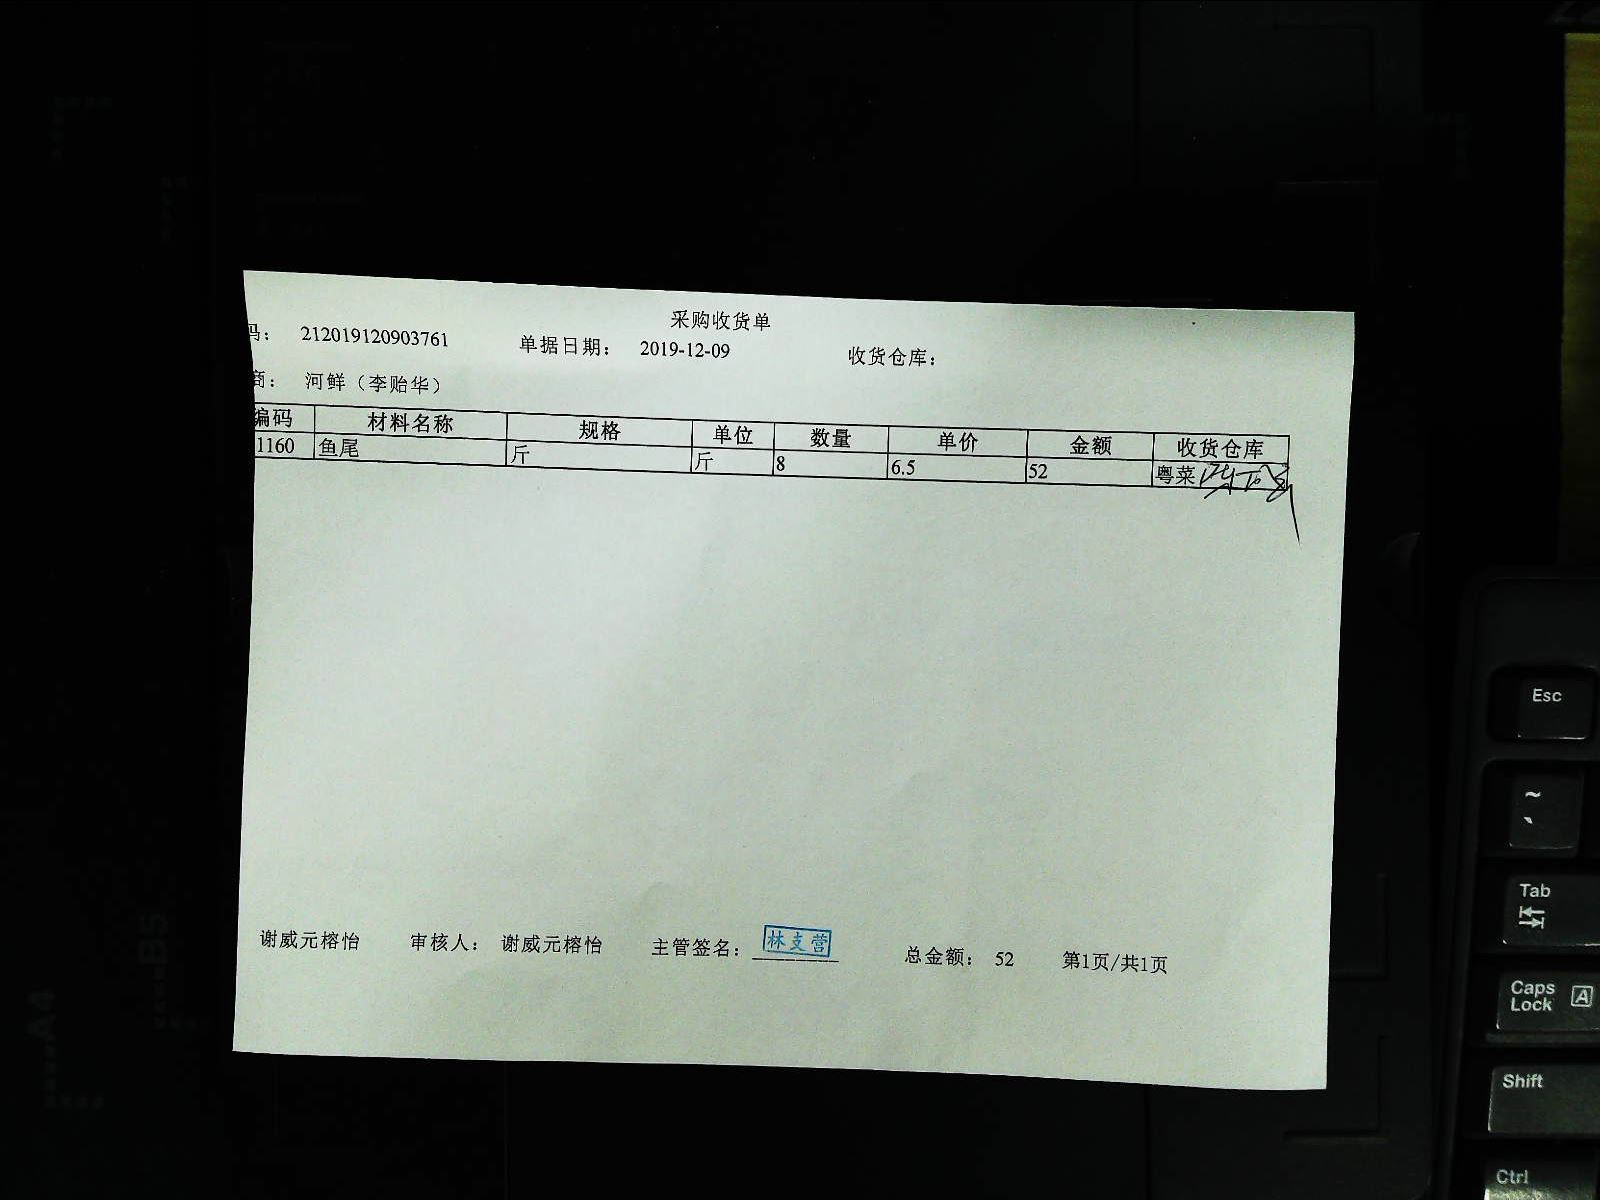 采购收货单
码： 212019120903761 单据日期： 2019-12-09 收货仓库：
商： 河鲜（李贻华）
编码 材料名称 规格 单位 数量 单价 金额 收货仓库
1160 鱼尾 斤 斤 8 6.5 52 粤菜
谢威元榕怡 审核人： 谢威元榕怡 主管签名： 林支营 总金额： 52 第1页/共1页
Esc
~
`
Tab
Caps Lock A
Shift
Ctrl
B5
A4